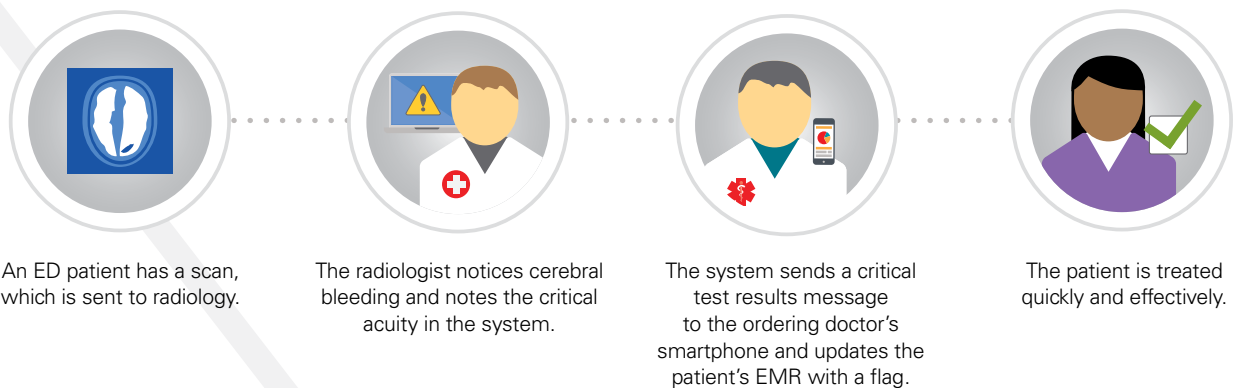 An ED patient has a scan,
which is sent to radiology.
The radiologist notices cerebral
bleeding and notes the critical
acuity in the system.
The system sends a critical
test results message
to the ordering doctor’s
smartphone and updates the
patient’s EMR with a flag.
The patient is treated
quickly and effectively.